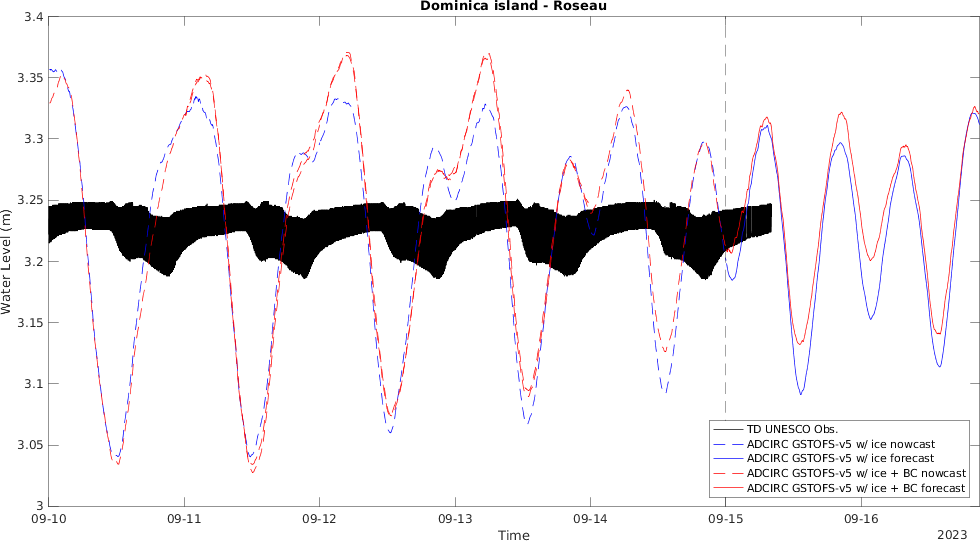 Dominica island - Roseau
3.4
3.35
3.3
3.25
3.2
3.15
3.1
3.05
3
Water Level (m)
TD UNESCO Obs.
ADCIRC GSTOFS-v5 w/ ice nowcast
ADCIRC GSTOFS-v5 w/ ice forecast
ADCIRC GSTOFS-v5 w/ ice + BC nowcast
ADCIRC GSTOFS-v5 w/ ice + BC forecast
09-10 09-11 09-12 09-13 09-14 09-15 09-16
Time
2023